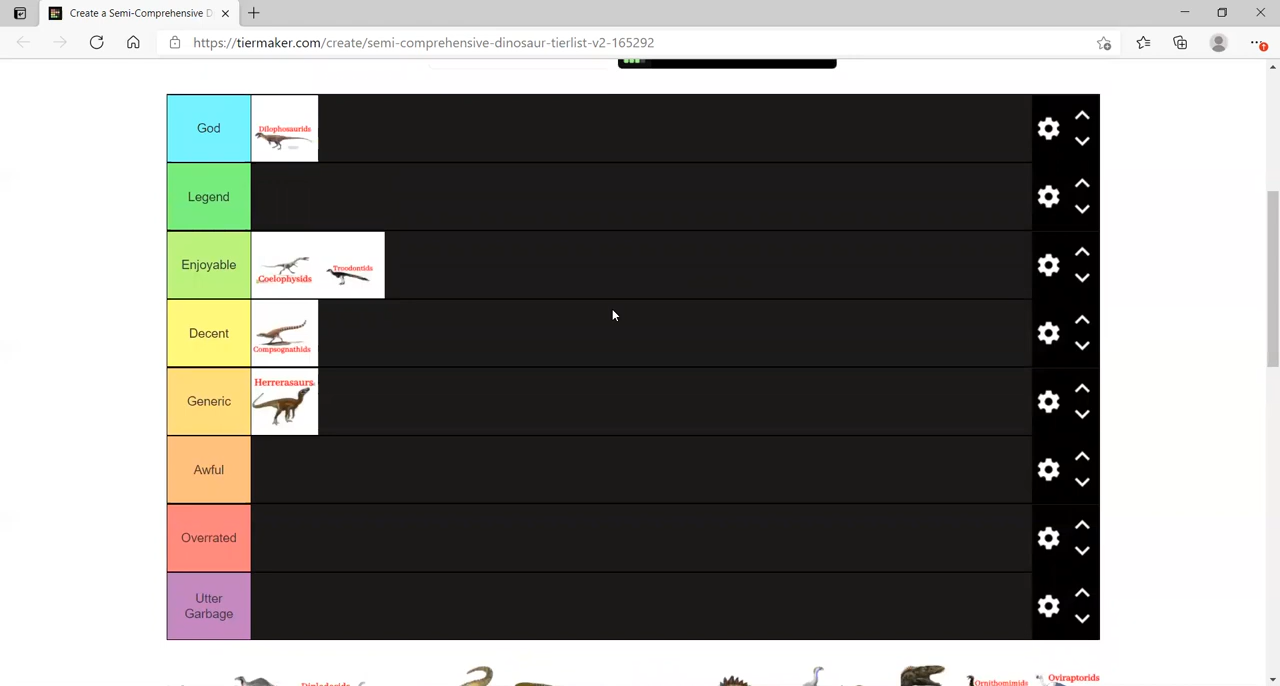 Create a Semi-Comprehensive D
https://tiermaker.com/create/semi-comprehensive-dinosaur-tierlist-v2-165292
God
Dilophosaurids
Legend
Enjoyable
Coelophysids
Troodontids
Decent
Compsognathids
Generic
Herrerasaurs
Awful
Overrated
Utter
Garbage
Diplodocids
Ornithomimids
Oviraptorids